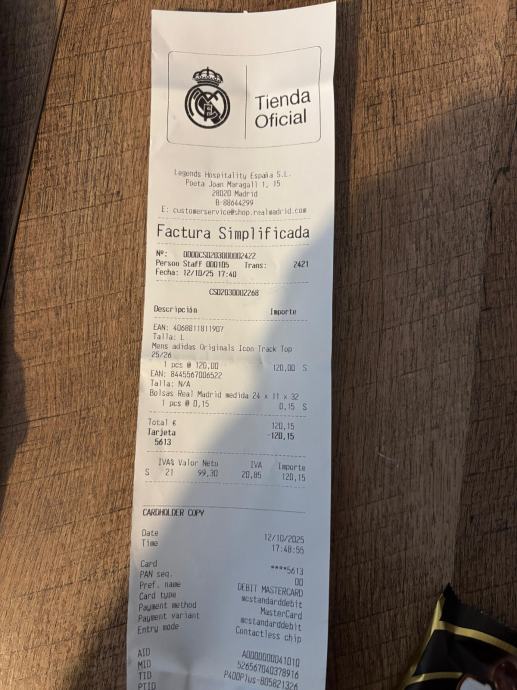 Tienda
Oficial
Legends Hospitality España S.L.
Poeta Joan Maragall 1, 15
28020 Madrid
B-88644299
E: customerservice@shop.realmadrid.com
Factura Simplificada
Nº: 0000CS0203000002422
Person Staff 000105 Trans: 2421
Fecha: 12/10/25 17:40
CS02030002268
Descripción Importe
EAN: 4068811811907
Talla: L
Mens adidas Originals Icon Track Top
25/26
1 pcs @ 120,00 120,00 S
EAN: 8445567006522
Talla: N/A
Bolsas Real Madrid medida 24 x 11 x 32
1 pcs @ 0,15 0,15 S
Total € 120,15
Tarjeta -120,15
5613
IVA% Valor Neto IVA Importe
S 21 99,30 20,85 120,15
CARDHOLDER COPY
Date 12/10/2025
Time 17:48:55
Card ****5613
PAN seq. 00
Pref. name DEBIT MASTERCARD
Card type mcstandarddebit
Payment method MasterCard
Payment variant mcstandarddebit
Entry mode Contactless chip
AID A0000000041010
MID 526567040378916
TID P400Plus-805821326
PTID